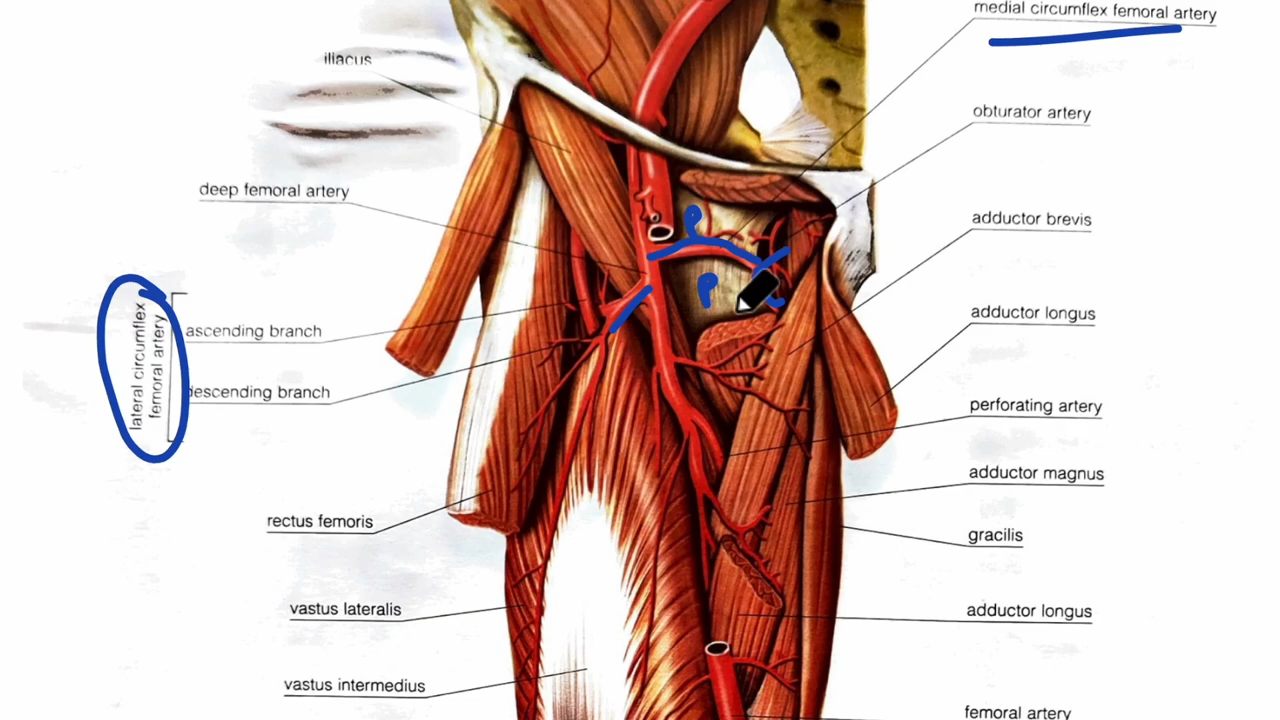 medial circumflex femoral artery
iliacus
obturator artery
deep femoral artery
adductor brevis
lateral circumflex
femoral artery
ascending branch
adductor longus
descending branch
perforating artery
adductor magnus
rectus femoris
gracilis
vastus lateralis
adductor longus
vastus intermedius
femoral artery
P
P